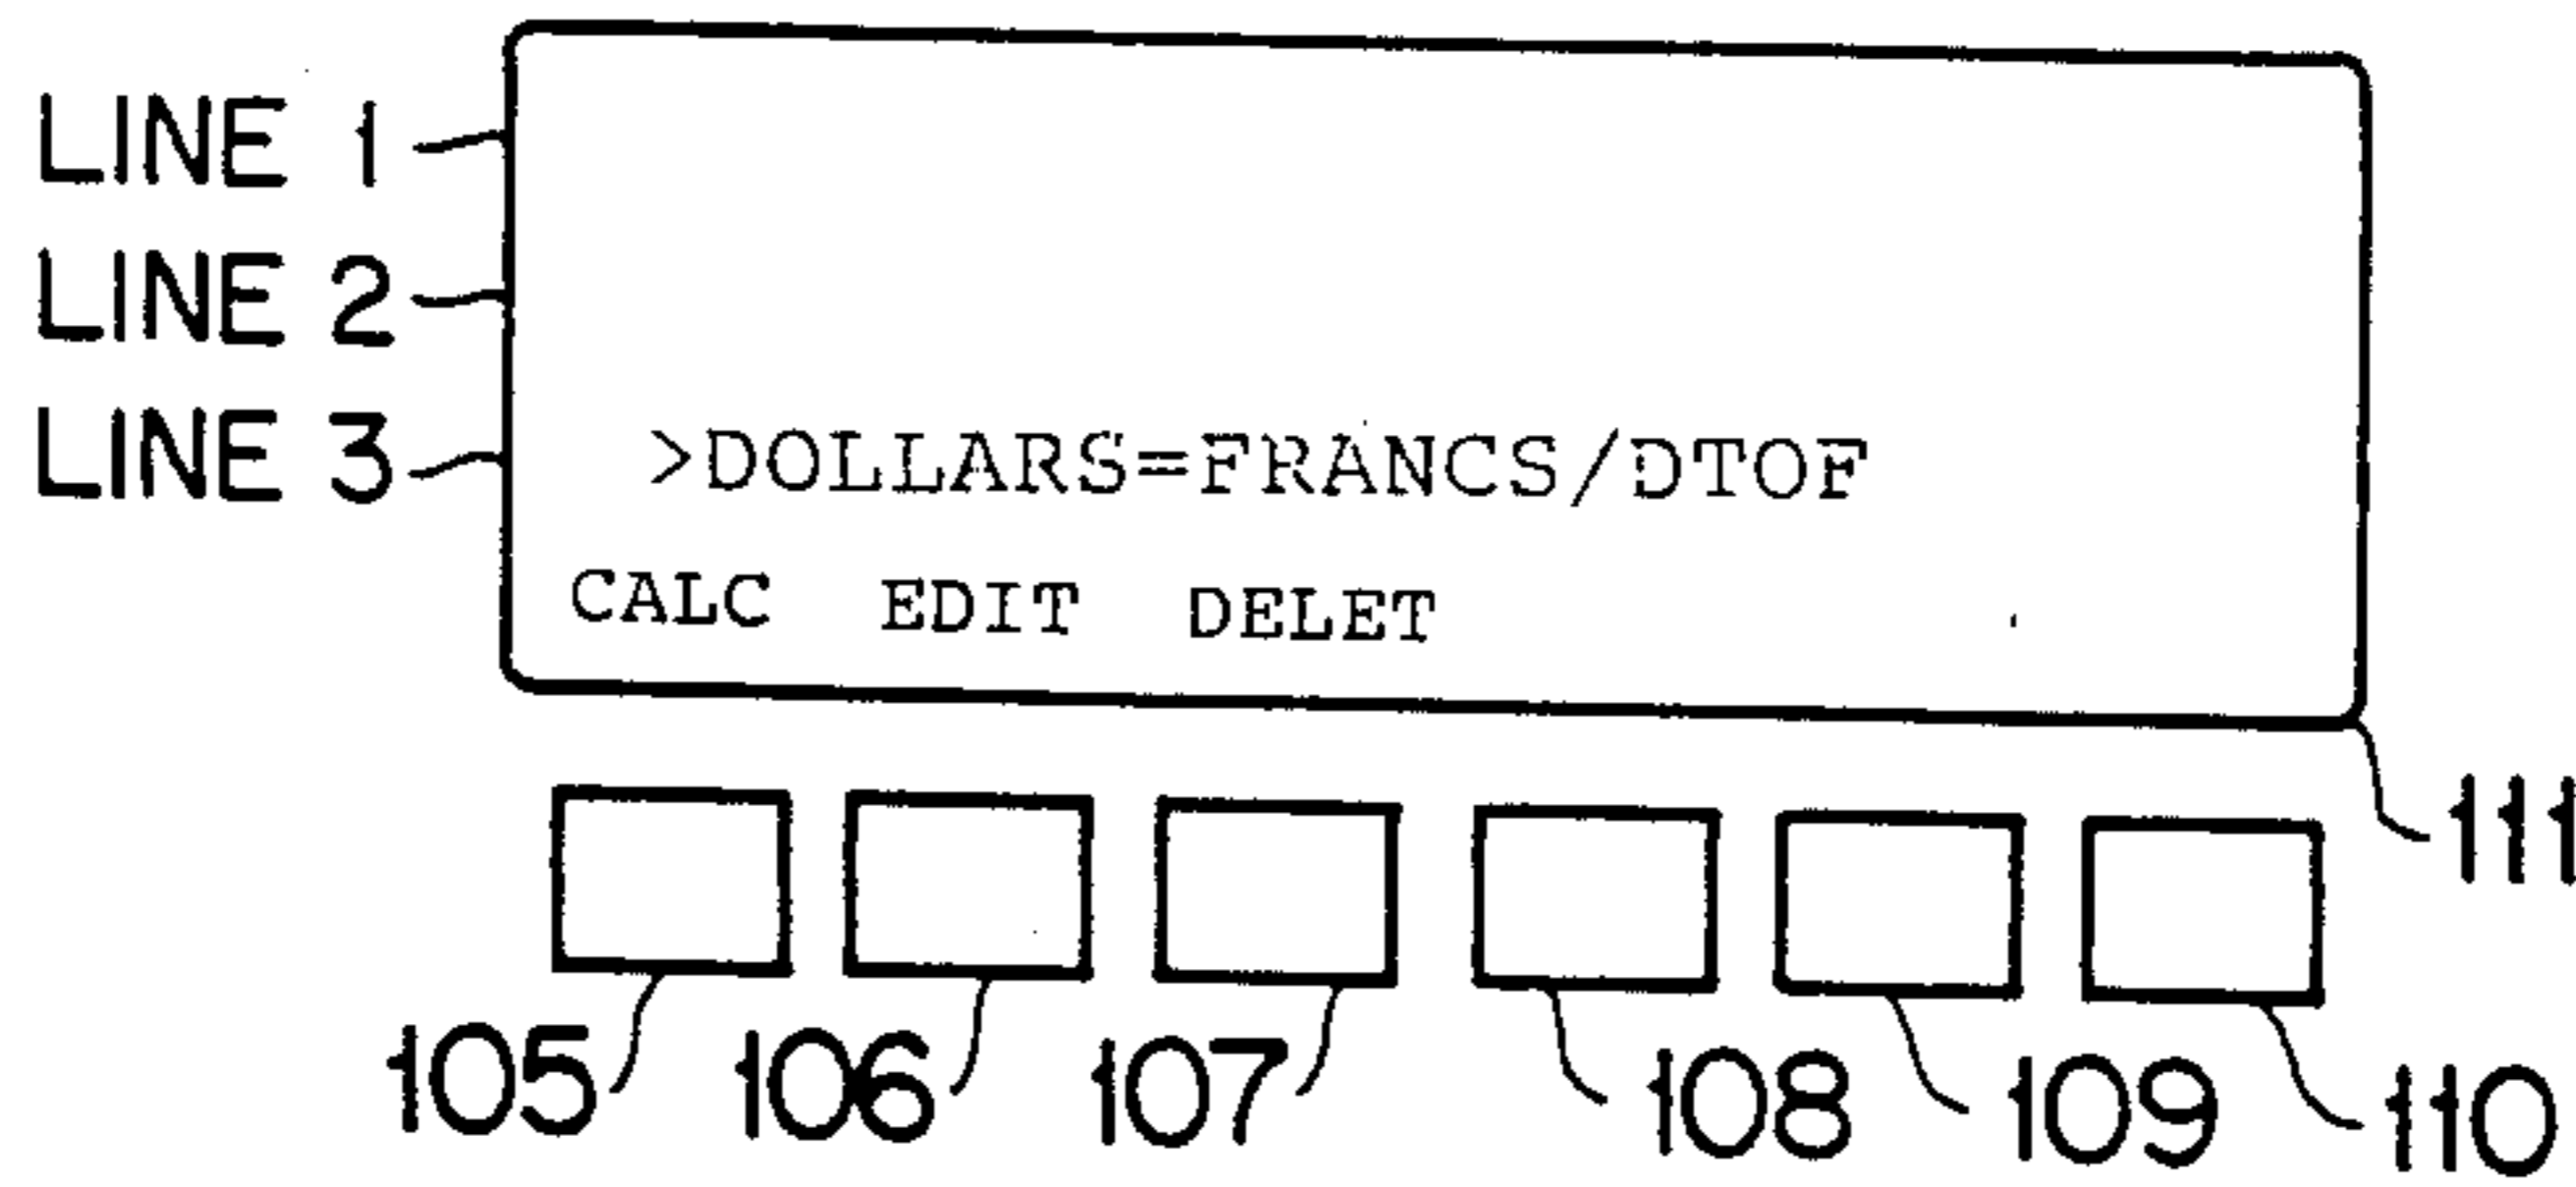 LINE 1
LINE 2
LINE 3
>DOLLARS=FRANCS/DTOF
CALC EDIT DELET
111
105 106 107 108 109 110